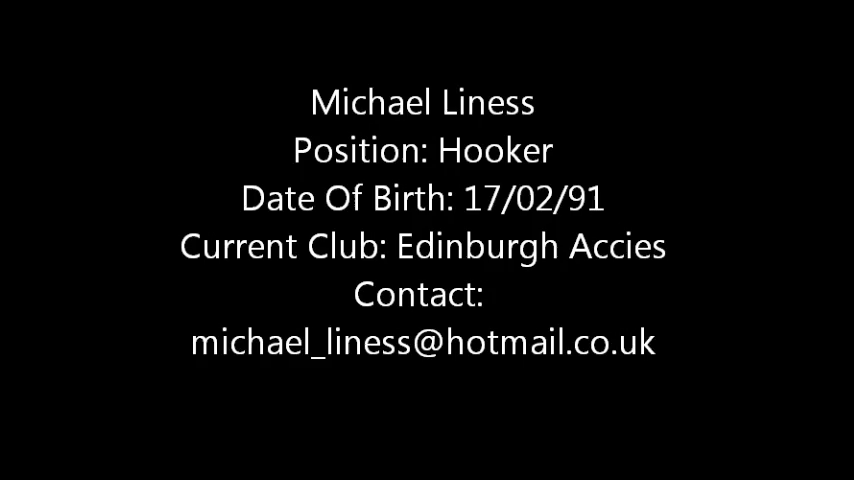 Michael Liness
Position: Hooker
Date Of Birth: 17/02/91
Current Club: Edinburgh Accies
Contact:
michael_liness@hotmail.co.uk